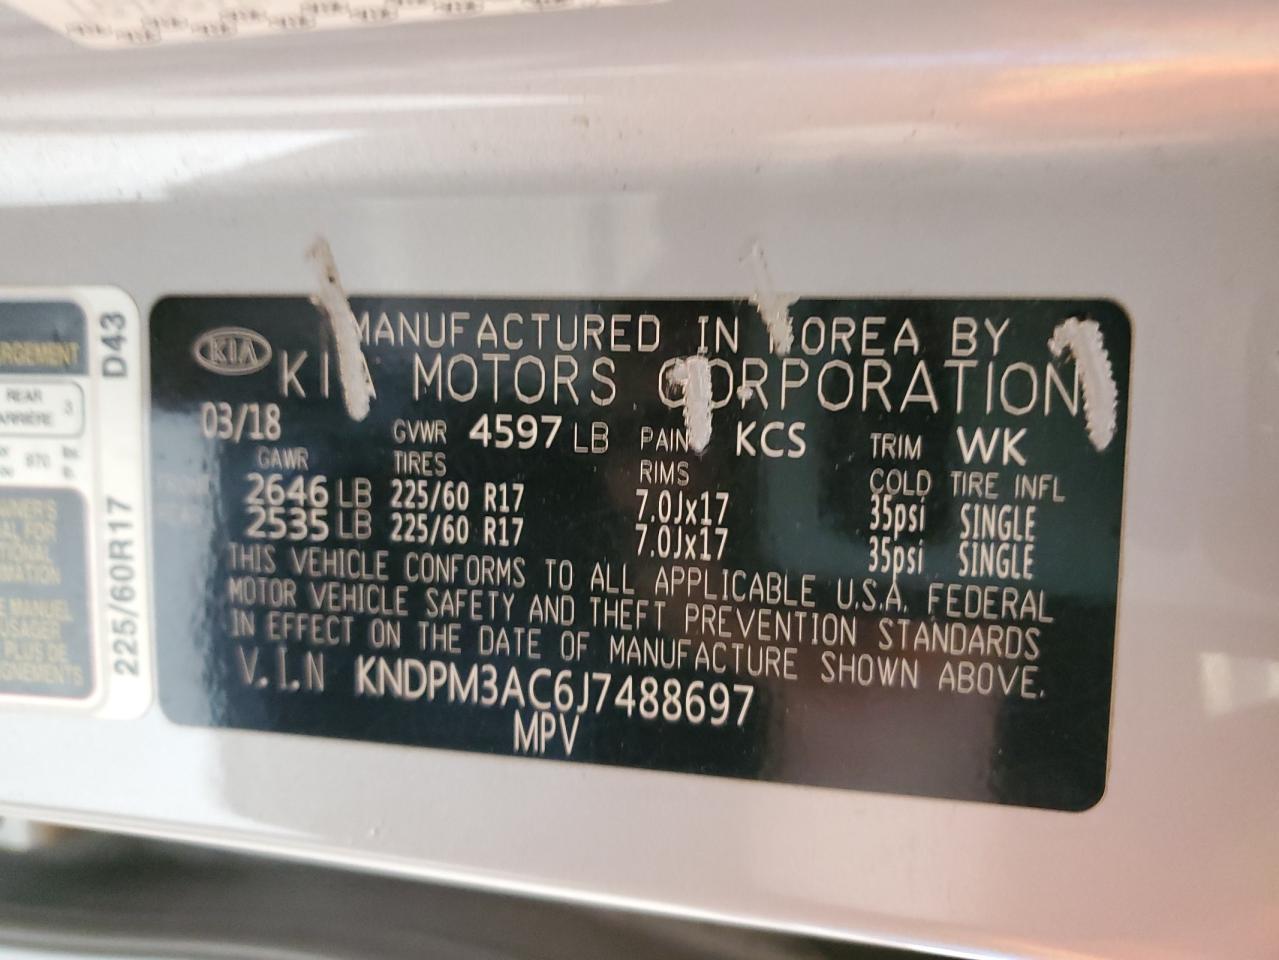 KIA
MANUFACTURED IN KOREA BY
KIA MOTORS CORPORATION
03/18 GVWR 4597 LB PAINT KCS TRIM WK
GAWR TIRES RIMS COLD TIRE INFL
2646 LB 225/60 R17 7.0Jx17 35psi SINGLE
2535 LB 225/60 R17 7.0Jx17 35psi SINGLE
THIS VEHICLE CONFORMS TO ALL APPLICABLE U.S.A. FEDERAL
MOTOR VEHICLE SAFETY AND THEFT PREVENTION STANDARDS
IN EFFECT ON THE DATE OF MANUFACTURE SHOWN ABOVE.
V.I.N KNDPM3AC6J7488697
MPV
D43
225/60R17
REAR
3